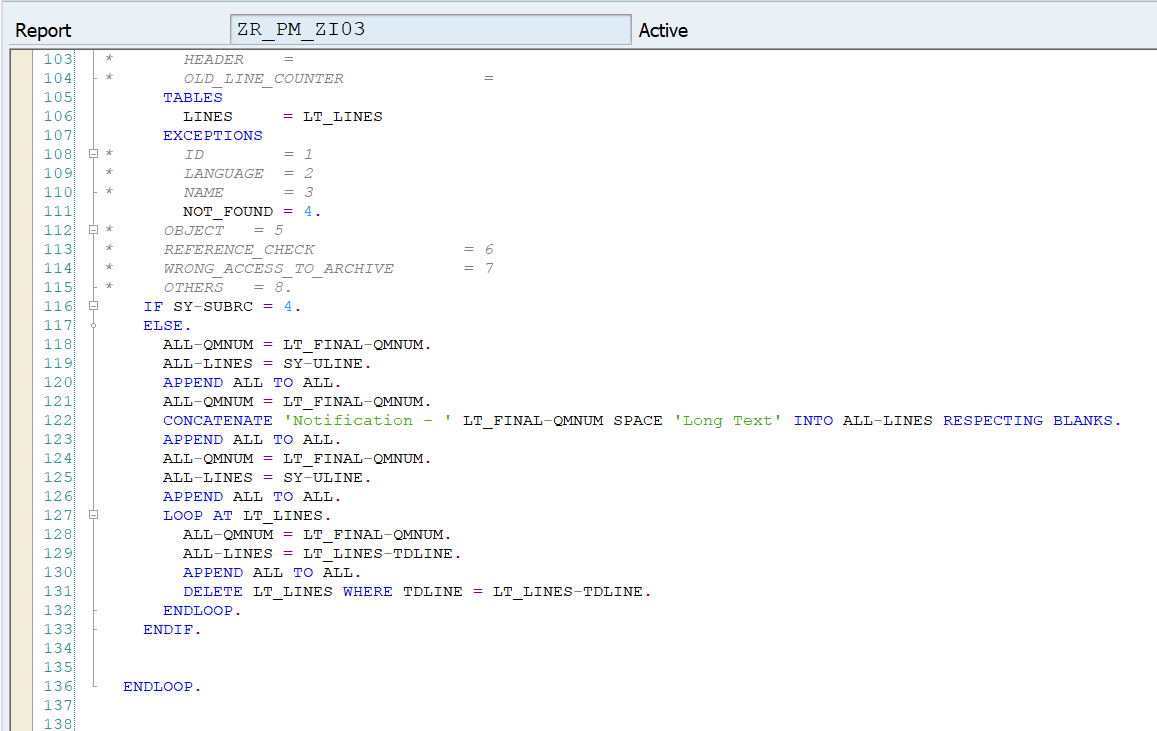 Report ZR_PM_ZI03 Active
103 * HEADER =
104 * OLD_LINE_COUNTER =
105 TABLES
106 LINES = LT_LINES
107 EXCEPTIONS
108 * ID = 1
109 * LANGUAGE = 2
110 * NAME = 3
111 NOT_FOUND = 4.
112 * OBJECT = 5
113 * REFERENCE_CHECK = 6
114 * WRONG_ACCESS_TO_ARCHIVE = 7
115 * OTHERS = 8.
116 IF SY-SUBRC = 4.
117 ELSE.
118 ALL-QMNUM = LT_FINAL-QMNUM.
119 ALL-LINES = SY-ULINE.
120 APPEND ALL TO ALL.
121 ALL-QMNUM = LT_FINAL-QMNUM.
122 CONCATENATE 'Notification - ' LT_FINAL-QMNUM SPACE 'Long Text' INTO ALL-LINES RESPECTING BLANKS.
123 APPEND ALL TO ALL.
124 ALL-QMNUM = LT_FINAL-QMNUM.
125 ALL-LINES = SY-ULINE.
126 APPEND ALL TO ALL.
127 LOOP AT LT_LINES.
128 ALL-QMNUM = LT_FINAL-QMNUM.
129 ALL-LINES = LT_LINES-TDLINE.
130 APPEND ALL TO ALL.
131 DELETE LT_LINES WHERE TDLINE = LT_LINES-TDLINE.
132 ENDLOOP.
133 ENDIF.
134
135
136 ENDLOOP.
137
138